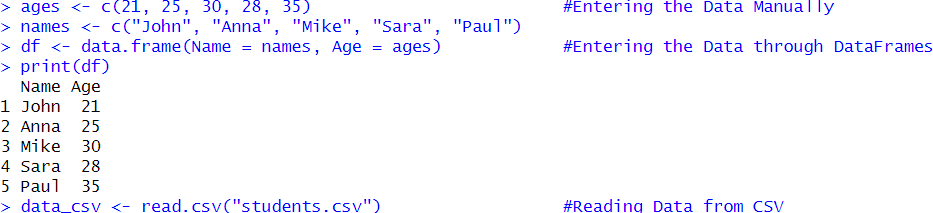 > ages <- c(21, 25, 30, 28, 35) #Entering the Data Manually
> names <- c("John", "Anna", "Mike", "Sara", "Paul")
> df <- data.frame(Name = names, Age = ages) #Entering the Data through DataFrames
> print(df)
Name Age
1 John 21
2 Anna 25
3 Mike 30
4 Sara 28
5 Paul 35
> data_csv <- read.csv("students.csv") #Reading Data from CSV